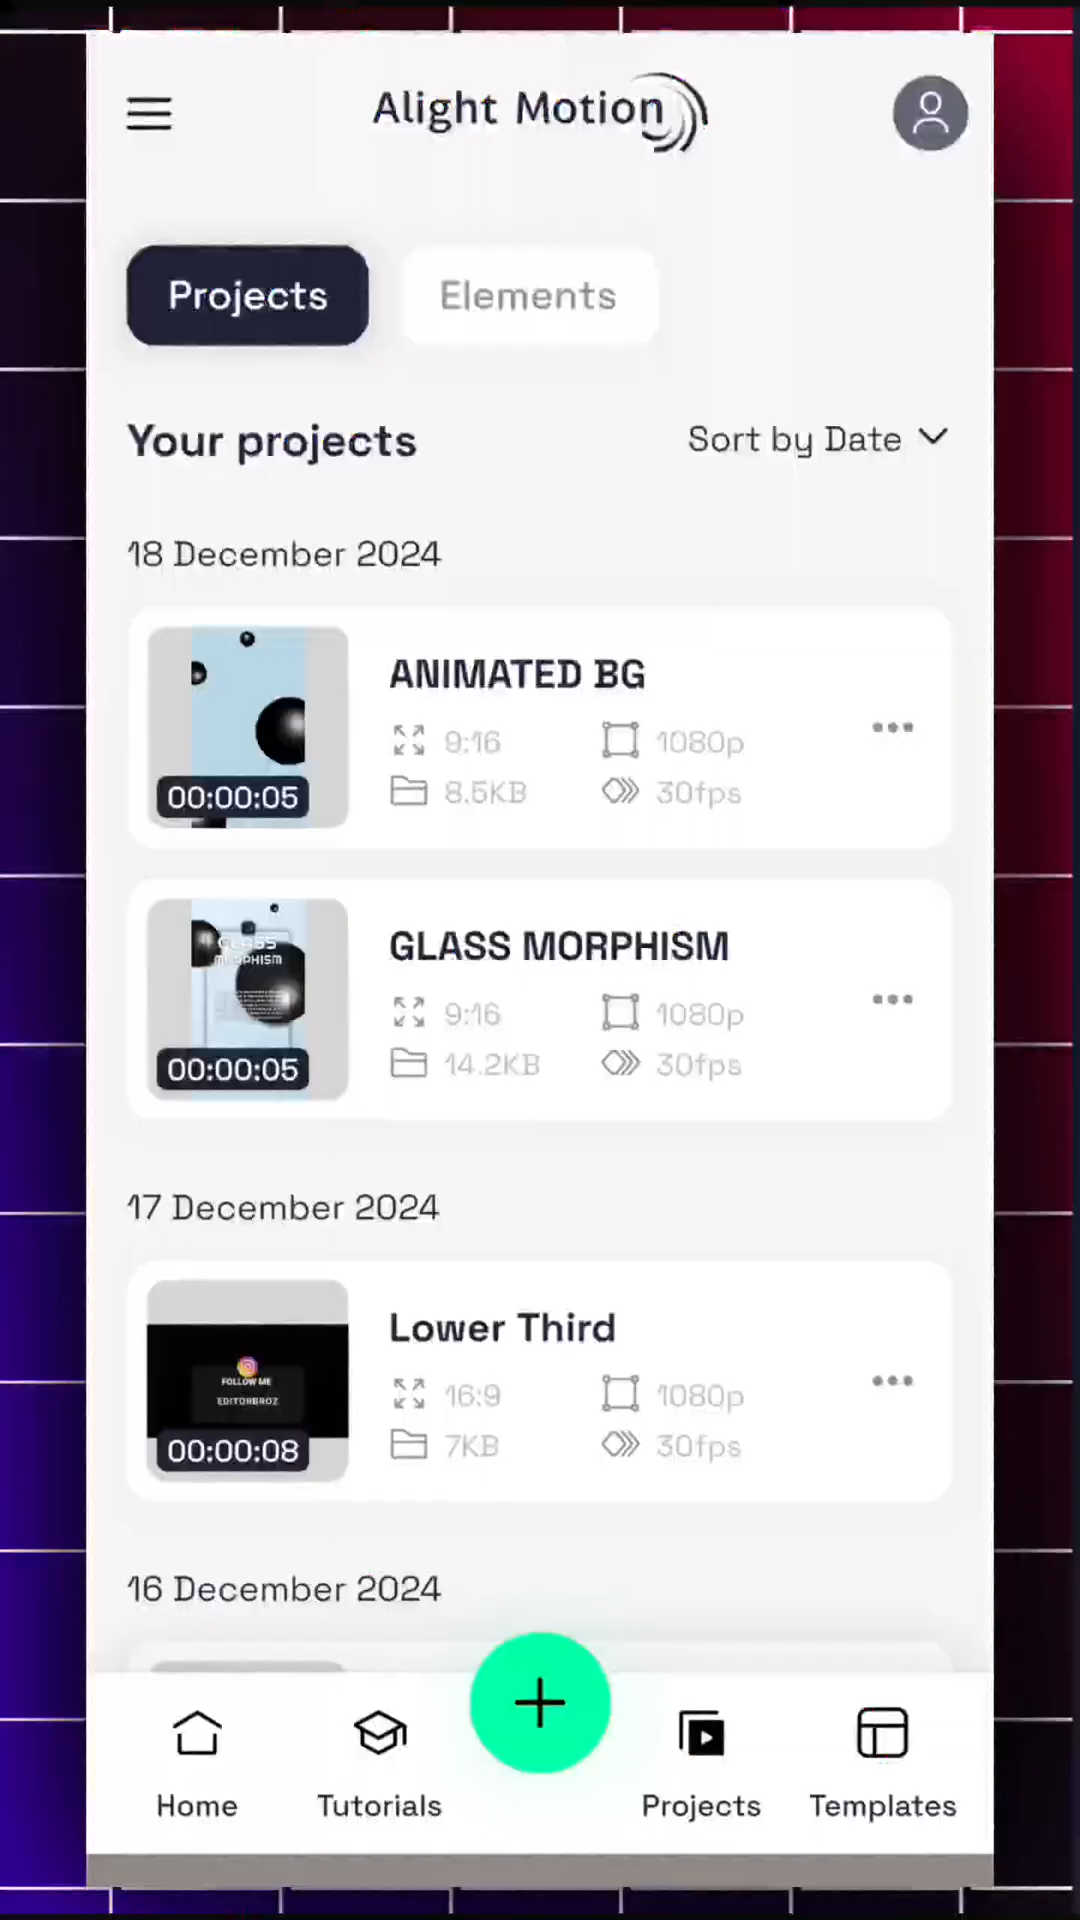 Alight Motion
Projects
Elements
Your projects
Sort by Date
18 December 2024
ANIMATED BG
9:16
1080p
8.5KB
30fps
00:00:05
GLASS
MORPHISM
GLASS MORPHISM
9:16
1080p
14.2KB
30fps
00:00:05
17 December 2024
Lower Third
FOLLOW ME
EDITORBROZ
16:9
1080p
7KB
30fps
00:00:08
16 December 2024
Home
Tutorials
Projects
Templates